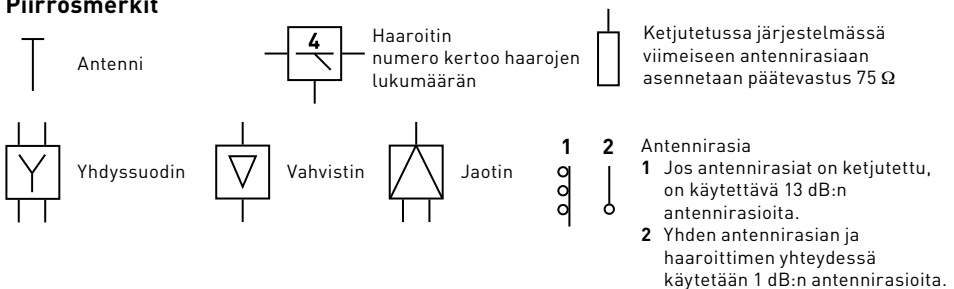 Piirrosmerkit
Antenni
4
Haaroitin
numero kertoo haarojen
lukumäärän
Ketjutetussa järjestelmässä
viimeiseen antennirasiaan
asennetaan päätevastus 75 Ω
Yhdyssuodin
Vahvistin
Jaotin
1 2
Antennirasia
1 Jos antennirasiat on ketjutettu,
on käytettävä 13 dB:n
antennirasioita.
2 Yhden antennirasian ja
haaroittimen yhteydessä
käytetään 1 dB:n antennirasioita.